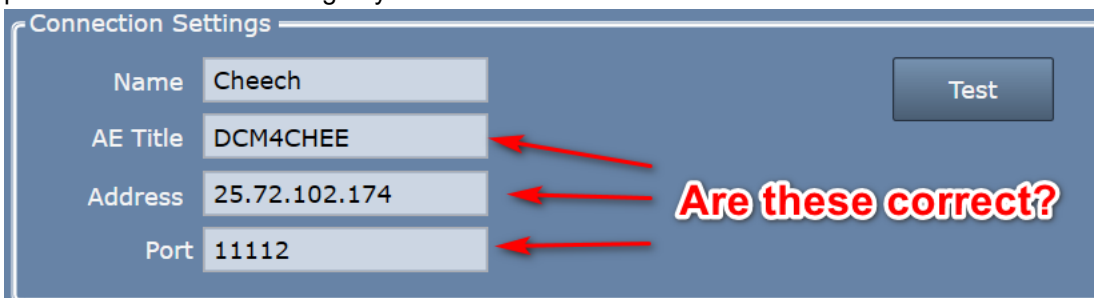 Connection Settings
Name Cheech
Test
AE Title DCM4CHEE
Address 25.72.102.174
Are these correct?
Port 11112